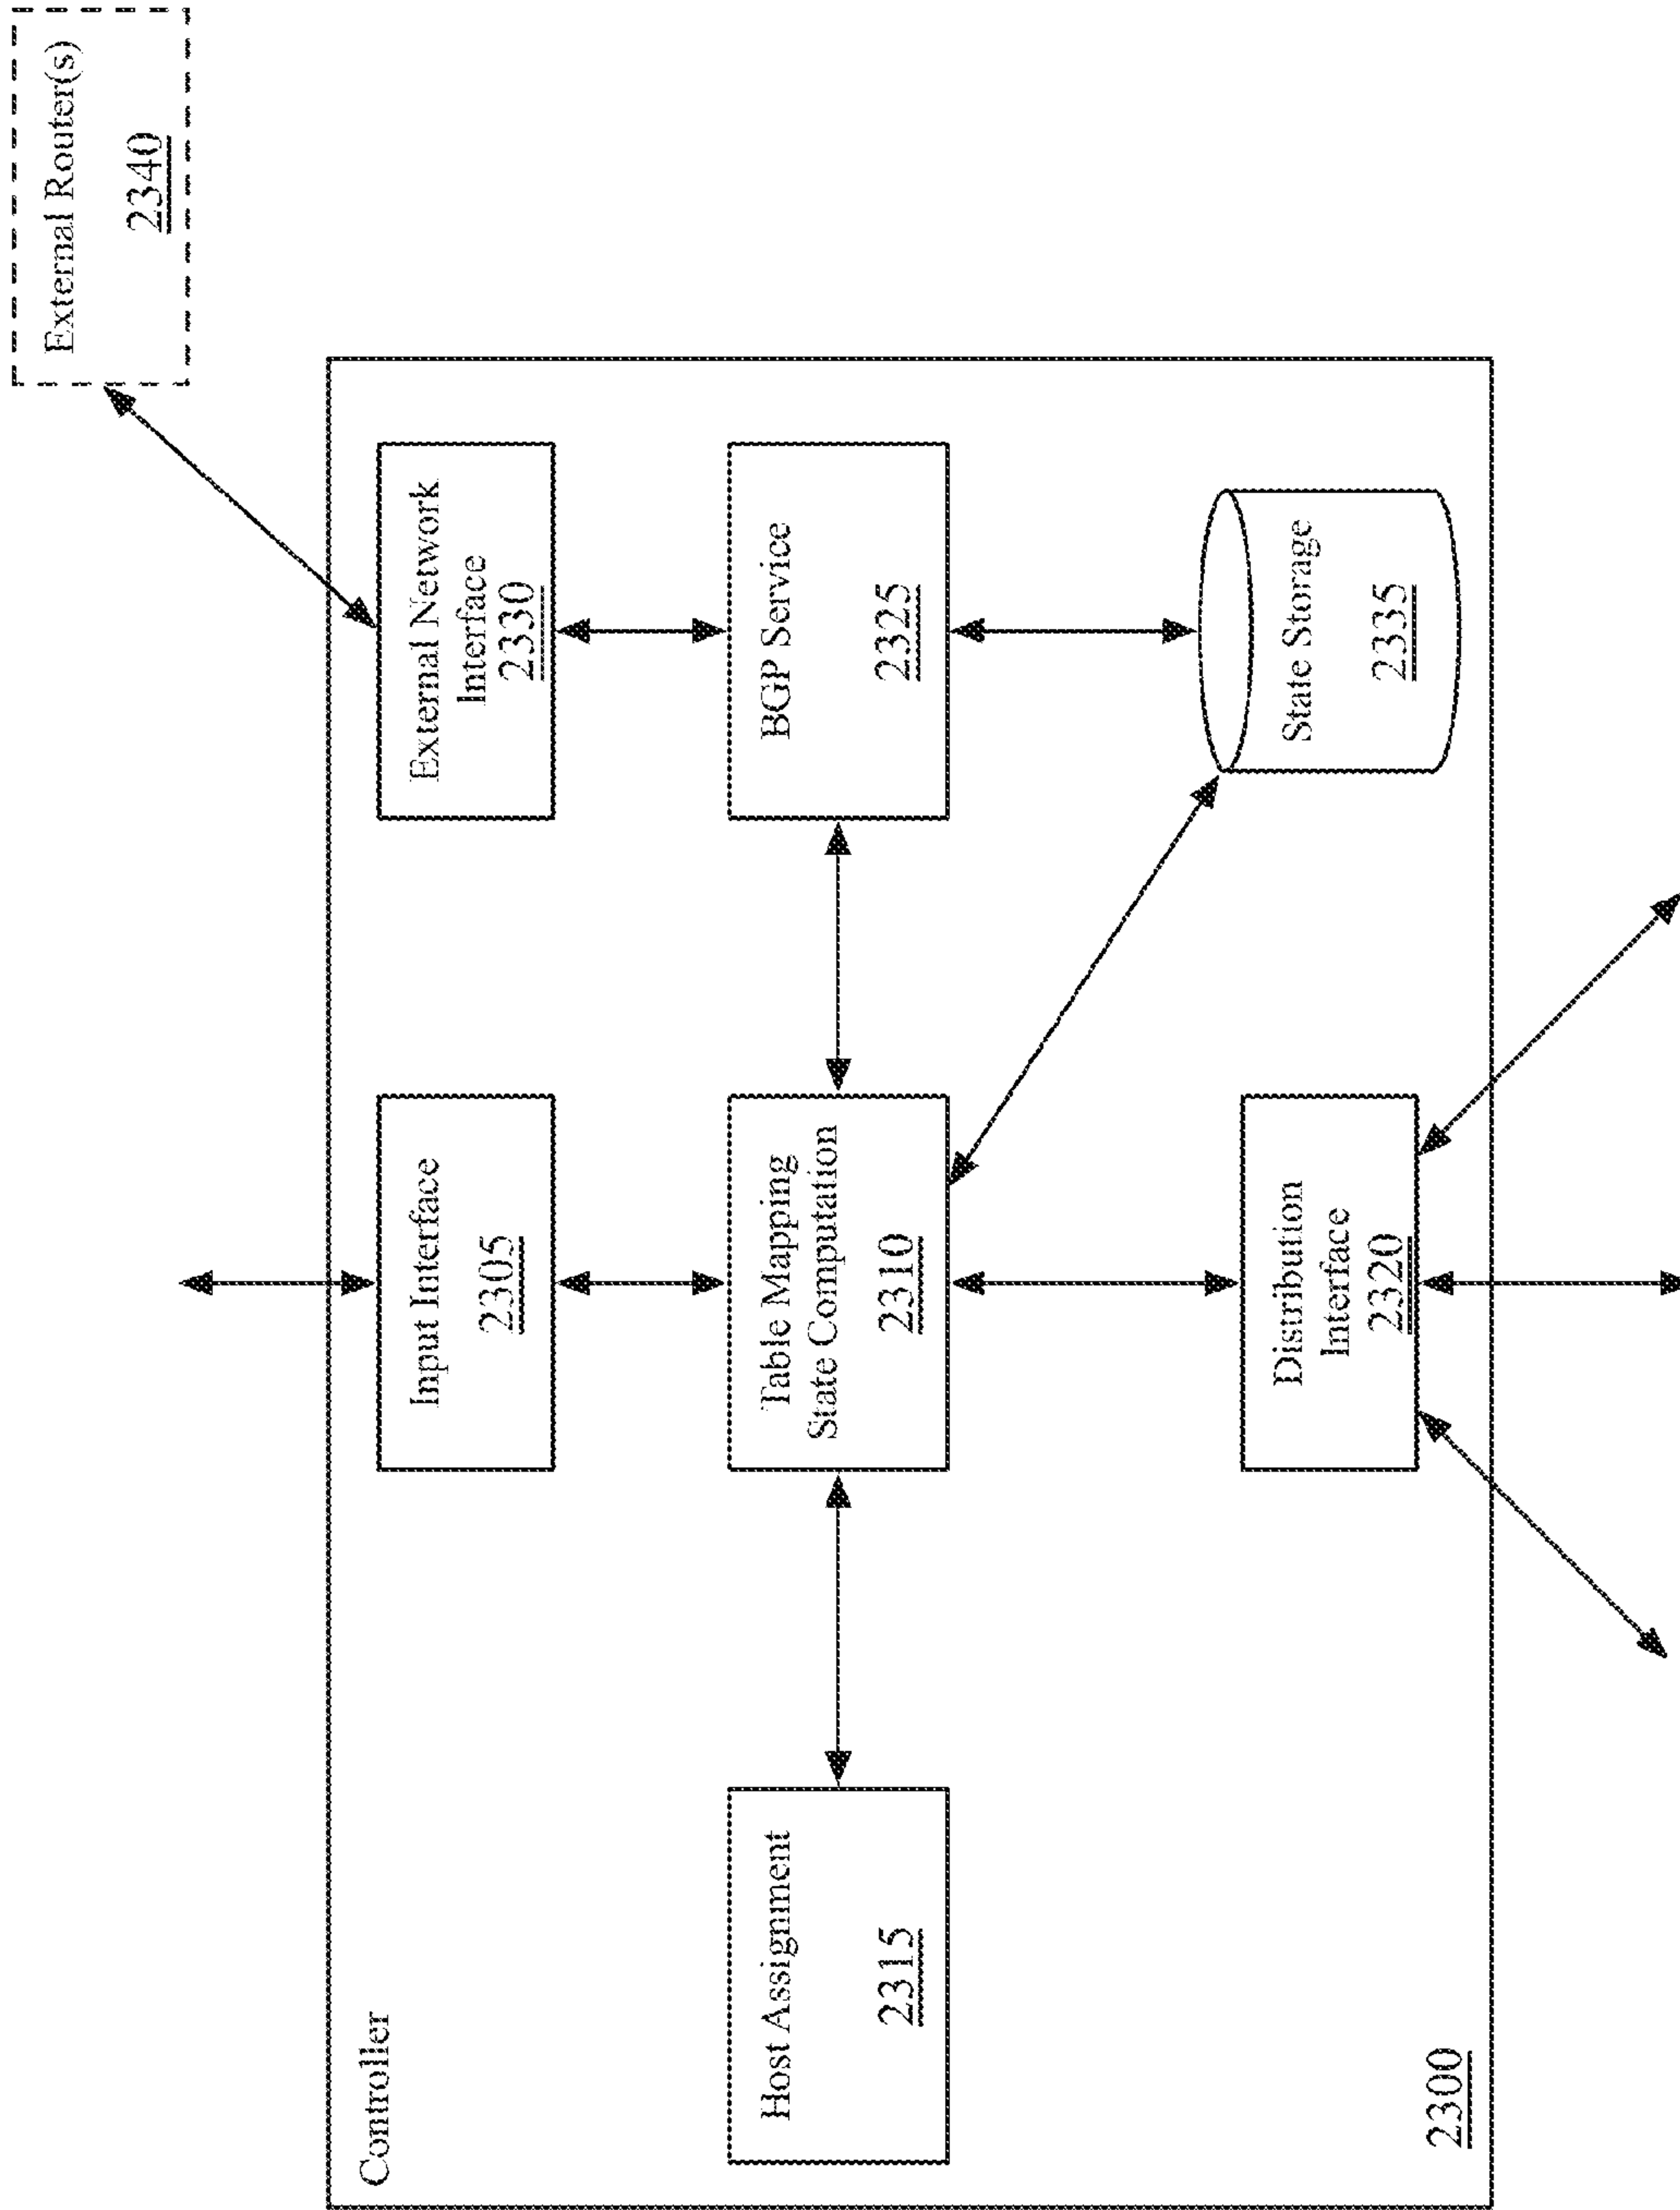 External Router(s)
2340
Controller
Input Interface
2305
External Network
Interface
2330
Host Assignment
2315
Table Mapping
State Computation
2310
BGP Service
2325
Distribution
Interface
2320
State Storage
2335
2300